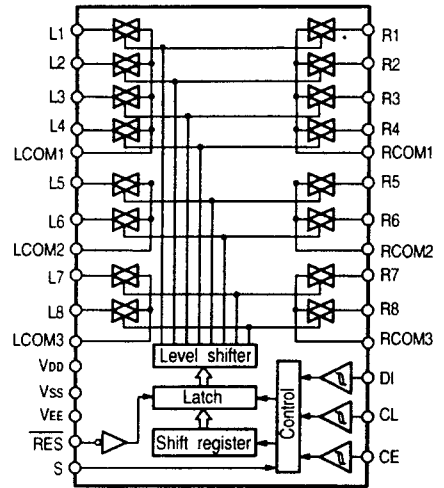 L1
L2
L3
L4
LCOM1
L5
L6
LCOM2
L7
L8
LCOM3
VDD
VSS
VEE
RES
S
Level shifter
Latch
Shift register
Control
R1
R2
R3
R4
RCOM1
R5
R6
RCOM2
R7
R8
RCOM3
DI
CL
CE